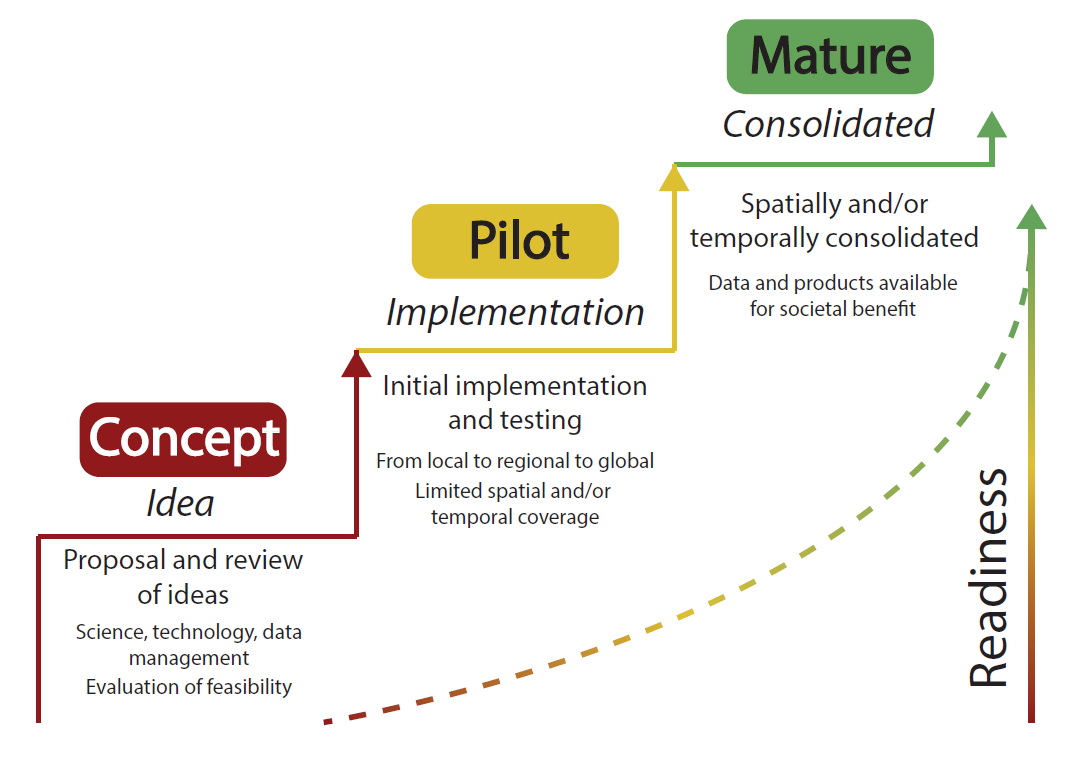 Mature
Consolidated
Spatially and/or
temporally consolidated
Data and products available
for societal benefit
Pilot
Implementation
Initial implementation
and testing
From local to regional to global
Limited spatial and/or
temporal coverage
Concept
Idea
Proposal and review
of ideas
Science, technology, data
management
Evaluation of feasibility
Readiness